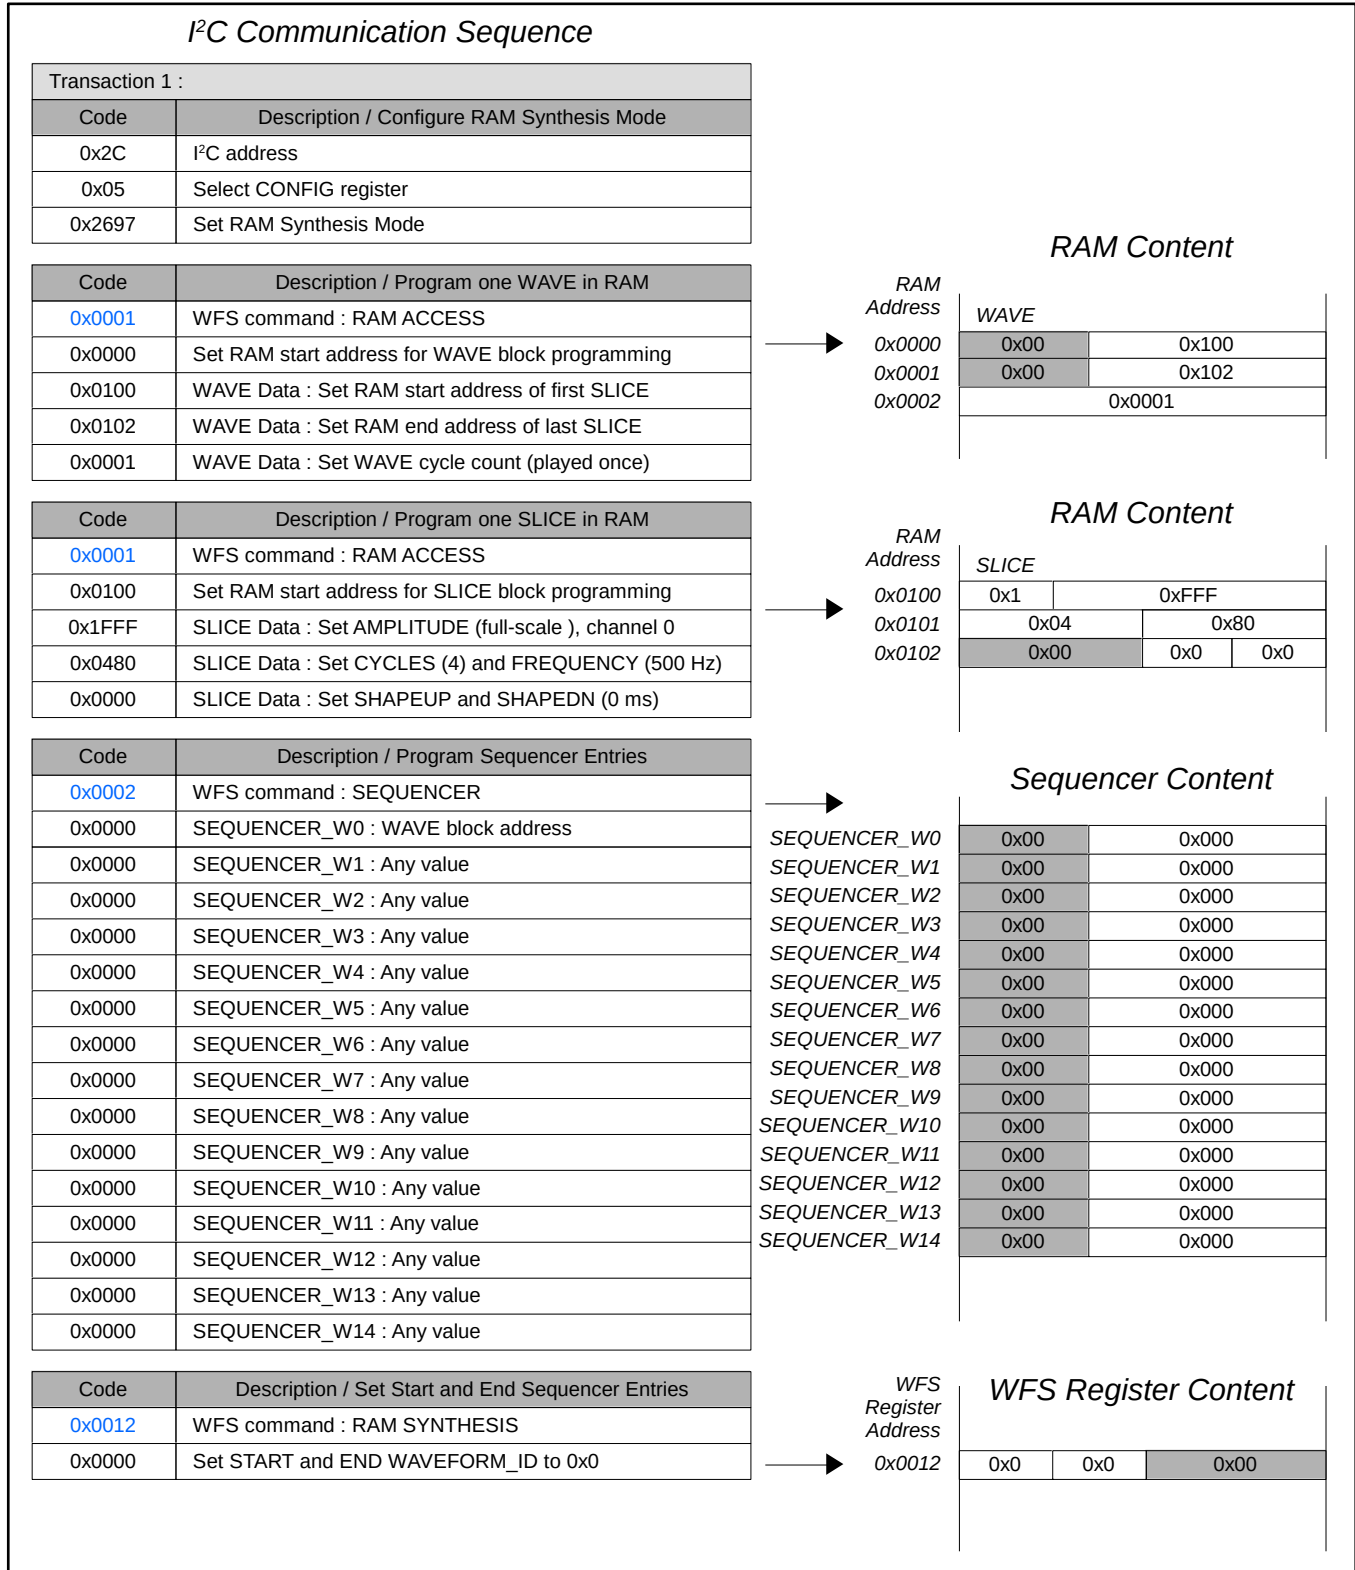 I²C Communication Sequence
Transaction 1 :
Code Description / Configure RAM Synthesis Mode
0x2C I²C address
0x05 Select CONFIG register
0x2697 Set RAM Synthesis Mode
Code Description / Program one WAVE in RAM
0x0001 WFS command : RAM ACCESS
0x0000 Set RAM start address for WAVE block programming
0x0100 WAVE Data : Set RAM start address of first SLICE
0x0102 WAVE Data : Set RAM end address of last SLICE
0x0001 WAVE Data : Set WAVE cycle count (played once)
RAM Content
RAM
Address
WAVE
0x0000 0x00 0x100
0x0001 0x00 0x102
0x0002 0x0001
Code Description / Program one SLICE in RAM
0x0001 WFS command : RAM ACCESS
0x0100 Set RAM start address for SLICE block programming
0x1FFF SLICE Data : Set AMPLITUDE (full-scale ), channel 0
0x0480 SLICE Data : Set CYCLES (4) and FREQUENCY (500 Hz)
0x0000 SLICE Data : Set SHAPEUP and SHAPEDN (0 ms)
RAM Content
RAM
Address
SLICE
0x0100 0x1 0xFFF
0x0101 0x04 0x80
0x0102 0x00 0x0 0x0
Code Description / Program Sequencer Entries
0x0002 WFS command : SEQUENCER
0x0000 SEQUENCER_W0 : WAVE block address
0x0000 SEQUENCER_W1 : Any value
0x0000 SEQUENCER_W2 : Any value
0x0000 SEQUENCER_W3 : Any value
0x0000 SEQUENCER_W4 : Any value
0x0000 SEQUENCER_W5 : Any value
0x0000 SEQUENCER_W6 : Any value
0x0000 SEQUENCER_W7 : Any value
0x0000 SEQUENCER_W8 : Any value
0x0000 SEQUENCER_W9 : Any value
0x0000 SEQUENCER_W10 : Any value
0x0000 SEQUENCER_W11 : Any value
0x0000 SEQUENCER_W12 : Any value
0x0000 SEQUENCER_W13 : Any value
0x0000 SEQUENCER_W14 : Any value
Sequencer Content
SEQUENCER_W0 0x00 0x000
SEQUENCER_W1 0x00 0x000
SEQUENCER_W2 0x00 0x000
SEQUENCER_W3 0x00 0x000
SEQUENCER_W4 0x00 0x000
SEQUENCER_W5 0x00 0x000
SEQUENCER_W6 0x00 0x000
SEQUENCER_W7 0x00 0x000
SEQUENCER_W8 0x00 0x000
SEQUENCER_W9 0x00 0x000
SEQUENCER_W10 0x00 0x000
SEQUENCER_W11 0x00 0x000
SEQUENCER_W12 0x00 0x000
SEQUENCER_W13 0x00 0x000
SEQUENCER_W14 0x00 0x000
Code Description / Set Start and End Sequencer Entries
0x0012 WFS command : RAM SYNTHESIS
0x0000 Set START and END WAVEFORM_ID to 0x0
WFS
Register
Address
WFS Register Content
0x0012 0x0 0x0 0x00